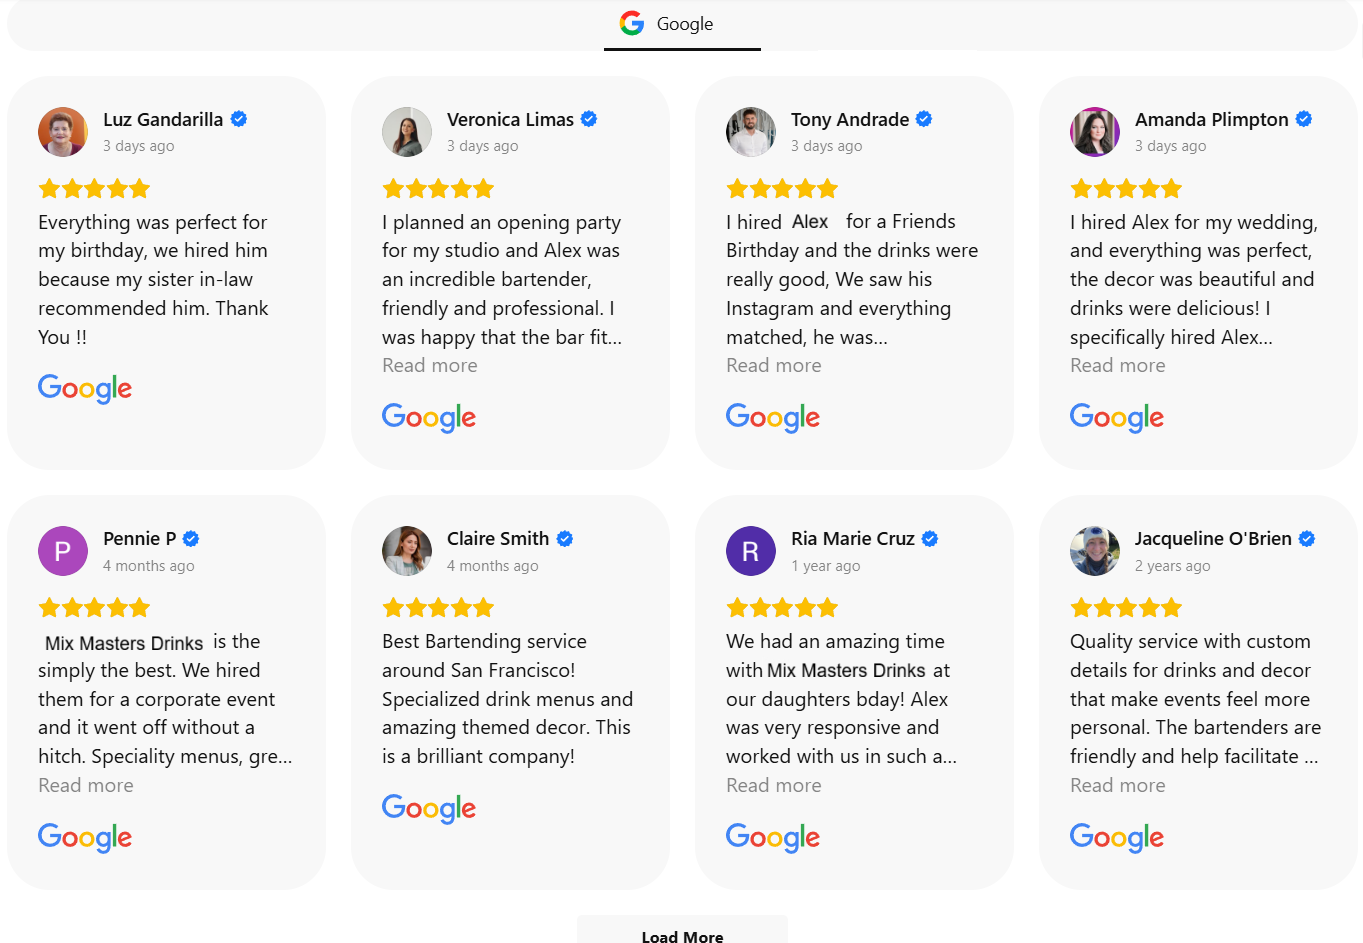 Google
Luz Gandarilla
3 days ago
Everything was perfect for
my birthday, we hired him
because my sister in-law
recommended him. Thank
You !!
Google
Veronica Limas
3 days ago
I planned an opening party
for my studio and Alex was
an incredible bartender,
friendly and professional. I
was happy that the bar fit...
Read more
Google
Tony Andrade
3 days ago
I hired Alex for a Friends
Birthday and the drinks were
really good, We saw his
Instagram and everything
matched, he was...
Read more
Google
Amanda Plimpton
3 days ago
I hired Alex for my wedding,
and everything was perfect,
the decor was beautiful and
drinks were delicious! I
specifically hired Alex...
Read more
Google
P
Pennie P
4 months ago
Mix Masters Drinks is the
simply the best. We hired
them for a corporate event
and it went off without a
hitch. Speciality menus, gre...
Read more
Google
Claire Smith
4 months ago
Best Bartending service
around San Francisco!
Specialized drink menus and
amazing themed decor. This
is a brilliant company!
Google
R
Ria Marie Cruz
1 year ago
We had an amazing time
with Mix Masters Drinks at
our daughters bday! Alex
was very responsive and
worked with us in such a...
Read more
Google
Jacqueline O'Brien
2 years ago
Quality service with custom
details for drinks and decor
that make events feel more
personal. The bartenders are
friendly and help facilitate ...
Read more
Google
Load More